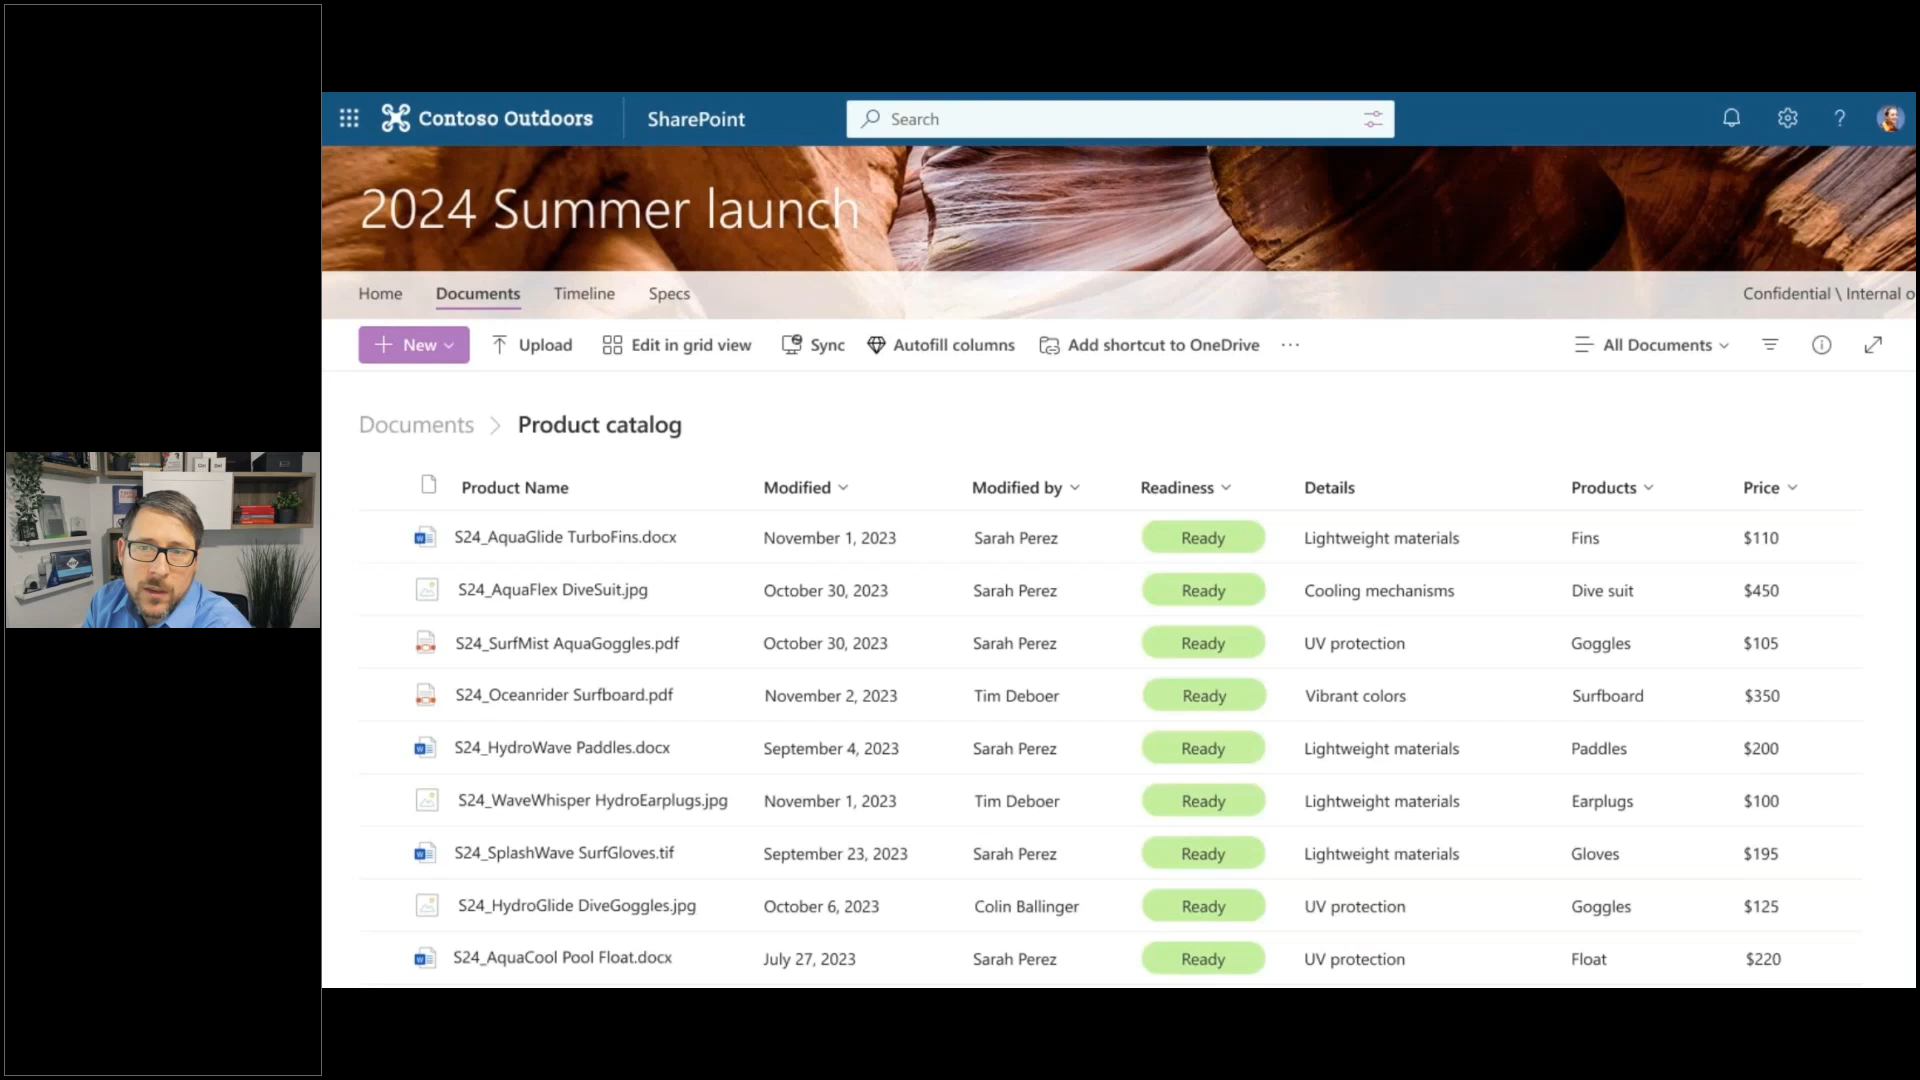 Contoso Outdoors SharePoint Search ?
2024 Summer launch
Home Documents Timeline Specs Confidential \ Internal o
New Upload Edit in grid view Sync Autofill columns Add shortcut to OneDrive ... All Documents
Documents > Product catalog
Product Name Modified Modified by Readiness Details Products Price
S24_AquaGlide TurboFins.docx November 1, 2023 Sarah Perez Ready Lightweight materials Fins $110
S24_AquaFlex DiveSuit.jpg October 30, 2023 Sarah Perez Ready Cooling mechanisms Dive suit $450
S24_SurfMist AquaGoggles.pdf October 30, 2023 Sarah Perez Ready UV protection Goggles $105
S24_Oceanrider Surfboard.pdf November 2, 2023 Tim Deboer Ready Vibrant colors Surfboard $350
S24_HydroWave Paddles.docx September 4, 2023 Sarah Perez Ready Lightweight materials Paddles $200
S24_WaveWhisper HydroEarplugs.jpg November 1, 2023 Tim Deboer Ready Lightweight materials Earplugs $100
S24_SplashWave SurfGloves.tif September 23, 2023 Sarah Perez Ready Lightweight materials Gloves $195
S24_HydroGlide DiveGoggles.jpg October 6, 2023 Colin Ballinger Ready UV protection Goggles $125
S24_AquaCool Pool Float.docx July 27, 2023 Sarah Perez Ready UV protection Float $220